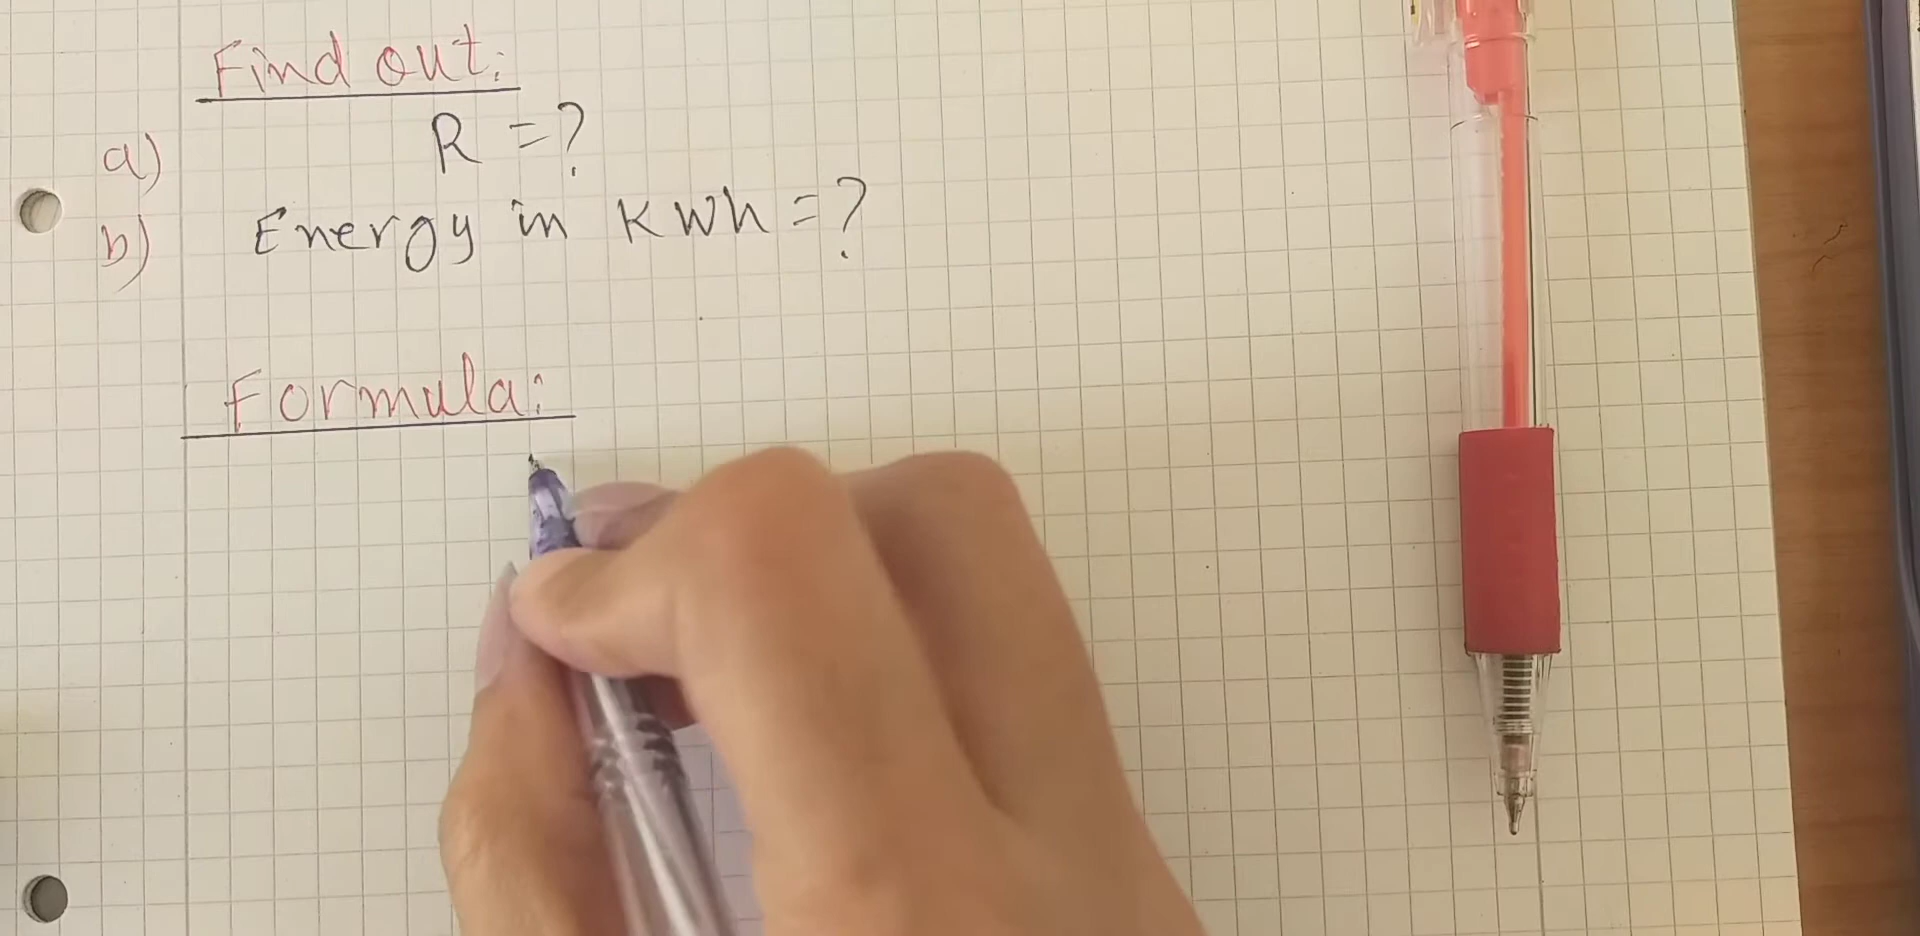 Find out:
a) R = ?
b) Energy in KWh = ?
Formula: